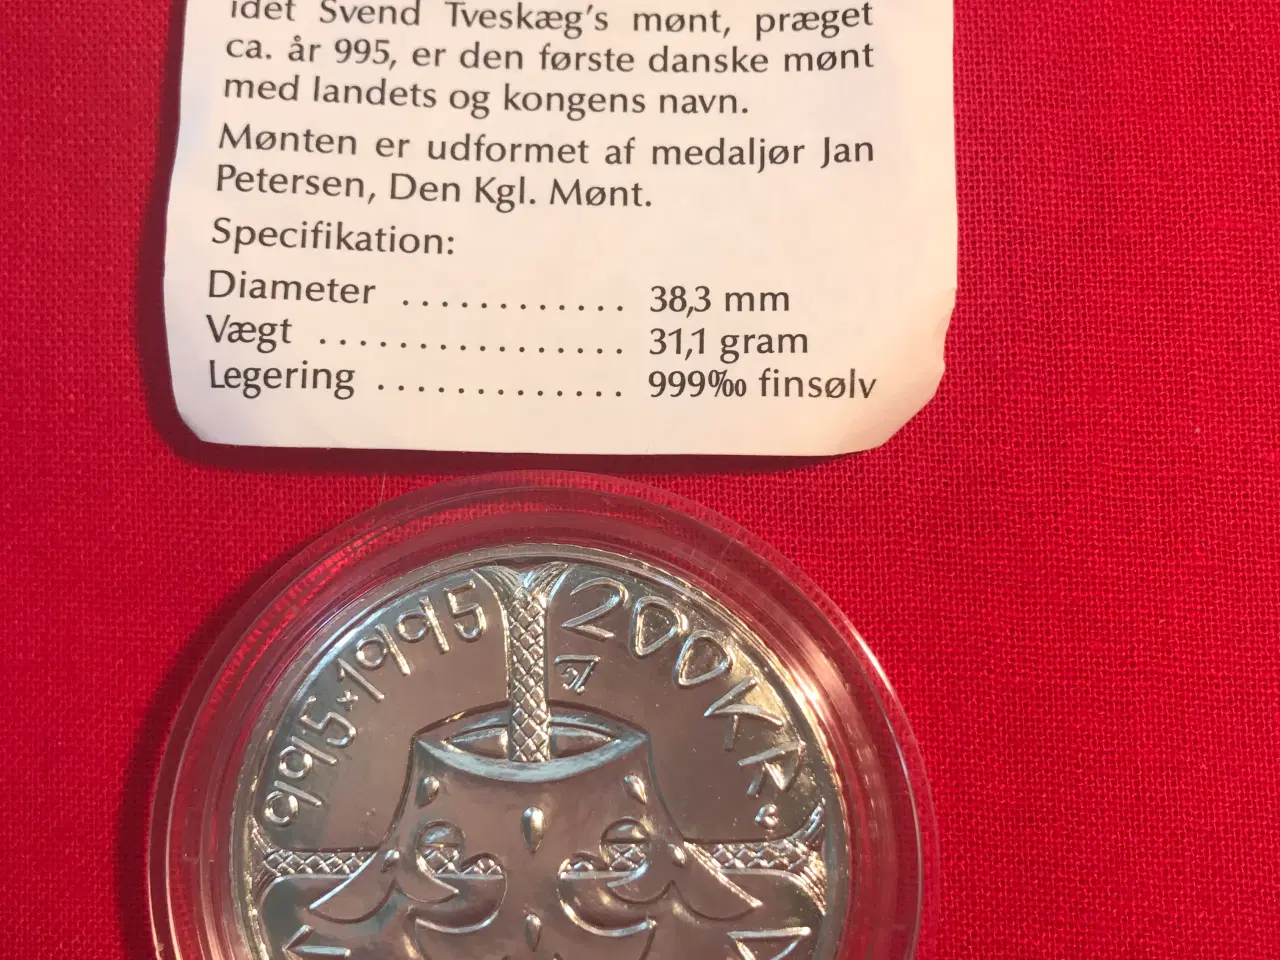 idet Svend Tveskæg's mønt, præget
ca. år 995, er den første danske mønt
med landets og kongens navn.
Mønten er udformet af medaljør Jan
Petersen, Den Kgl. Mønt.
Specifikation:
Diameter ............ 38,3 mm
Vægt ................ 31,1 gram
Legering ............. 999‰ finsølv
995*1995 200 KR